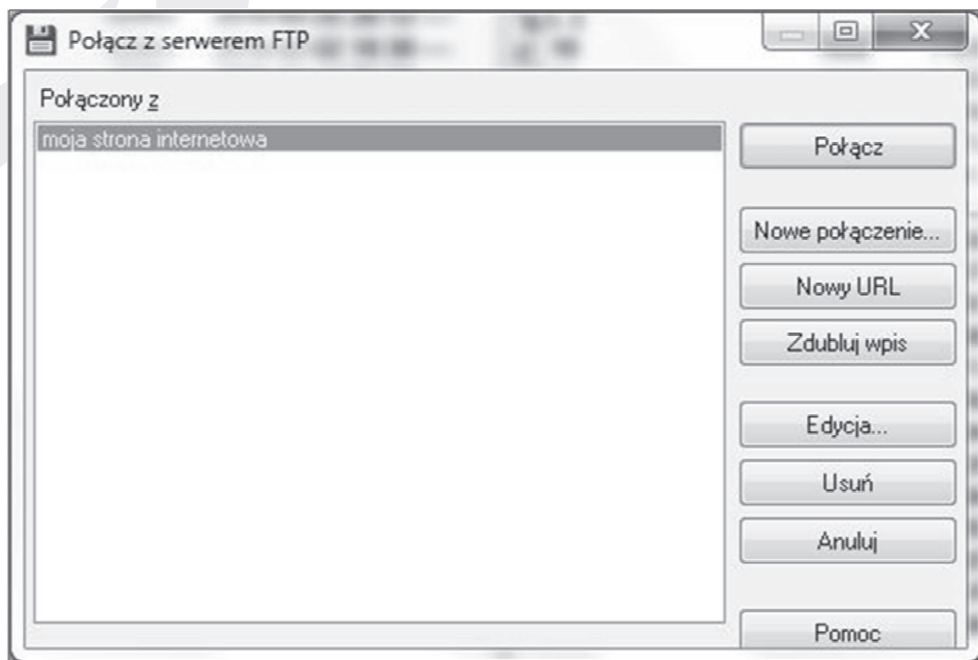 Połącz z serwerem FTP
Połączony z
moja strona internetowa
Połącz
Nowe połączenie...
Nowy URL
Zdubluj wpis
Edycja...
Usuń
Anuluj
Pomoc